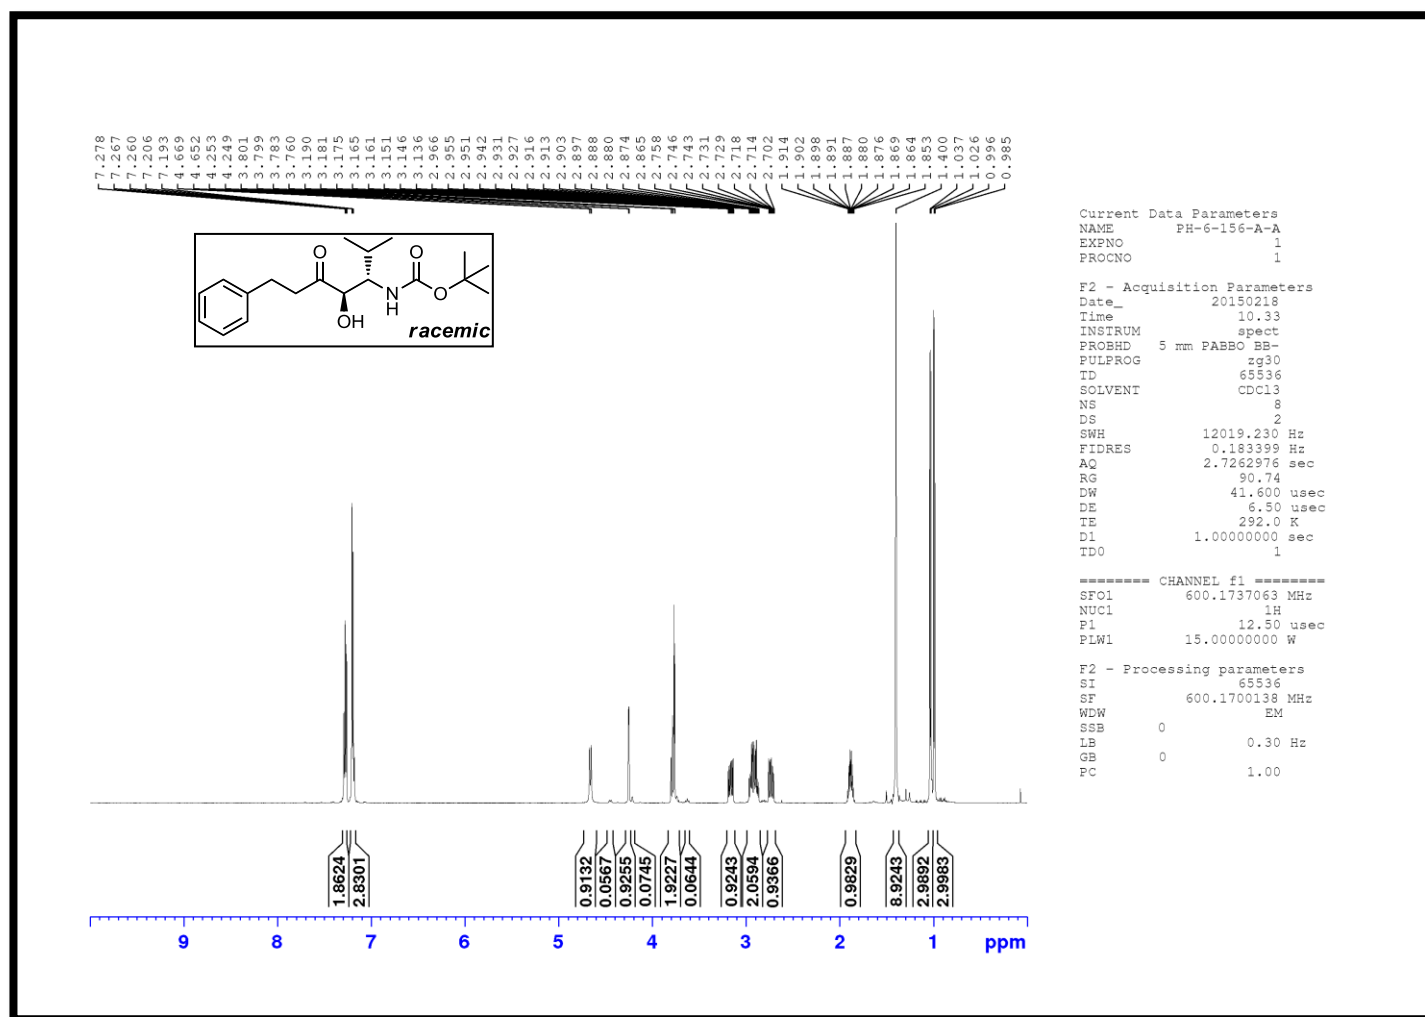 7.278
7.267
7.260
7.206
7.193
4.669
4.652
4.253
4.249
3.801
3.799
3.783
3.760
3.190
3.181
3.175
3.165
3.161
3.151
3.146
3.136
2.966
2.955
2.951
2.942
2.931
2.927
2.916
2.913
2.903
2.897
2.888
2.880
2.874
2.865
2.758
2.746
2.743
2.731
2.729
2.718
2.714
2.702
1.914
1.902
1.898
1.891
1.887
1.880
1.876
1.869
1.864
1.853
1.400
1.037
1.026
0.996
0.985
O
O
N
H
O
OH
racemic
Current Data Parameters
NAME PH-6-156-A-A
EXPNO 1
PROCNO 1
F2 - Acquisition Parameters
Date_ 20150218
Time 10.33
INSTRUM spect
PROBHD 5 mm PABBO BB-
PULPROG zg30
TD 65536
SOLVENT CDCl3
NS 8
DS 2
SWH 12019.230 Hz
FIDRES 0.183399 Hz
AQ 2.7262976 sec
RG 90.74
DW 41.600 usec
DE 6.50 usec
TE 292.0 K
D1 1.00000000 sec
TD0 1
======== CHANNEL f1 ========
SFO1 600.1737063 MHz
NUC1 1H
P1 12.50 usec
PLW1 15.00000000 W
F2 - Processing parameters
SI 65536
SF 600.1700138 MHz
WDW EM
SSB 0
LB 0.30 Hz
GB 0
PC 1.00
1.8624
2.8301
0.9132
0.0567
0.9255
0.0745
1.9227
0.0644
0.9243
2.0594
0.9366
0.9829
8.9243
2.9892
2.9983
9 8 7 6 5 4 3 2 1 ppm